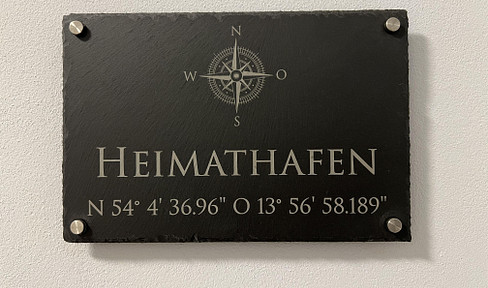 N
W O
S
HEIMATHAFEN
N 54° 4' 36.96" O 13° 56' 58.189"